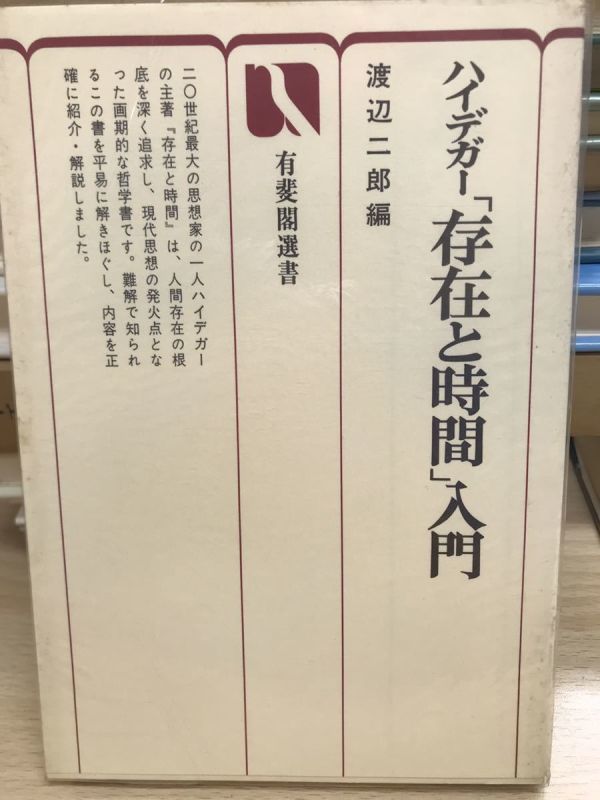 ハイデガー「存在と時間」入門
渡辺二郎編
有斐閣選書
二〇世紀最大の思想家の一人ハイデガー
の主著『存在と時間』は、人間存在の根
底を深く追求し、現代思想の発火点とな
った画期的な哲学書です。難解で知られ
るこの書を平易に解きほぐし、内容を正
確に紹介・解説しました。